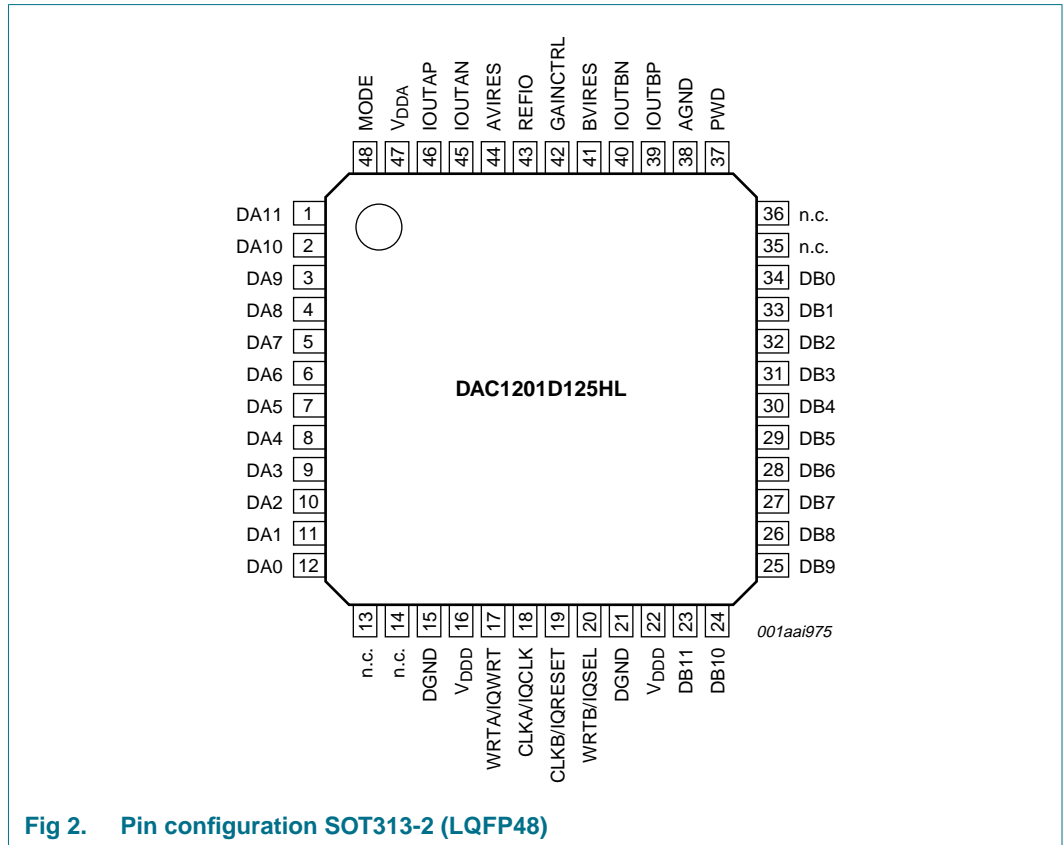 MODE
VDDA
IOUTAP
IOUTAN
AVIRES
REFIO
GAINCTRL
BVIRES
IOUTBN
IOUTBP
AGND
PWD
48
47
46
45
44
43
42
41
40
39
38
37
DA11 1
DA10 2
DA9 3
DA8 4
DA7 5
DA6 6
DA5 7
DA4 8
DA3 9
DA2 10
DA1 11
DA0 12
DAC1201D125HL
36 n.c.
35 n.c.
34 DB0
33 DB1
32 DB2
31 DB3
30 DB4
29 DB5
28 DB6
27 DB7
26 DB8
25 DB9
13
14
15
16
17
18
19
20
21
22
23
24
n.c.
n.c.
DGND
VDDD
WRTA/IQWRT
CLKA/IQCLK
CLKB/IQRESET
WRTB/IQSEL
DGND
VDDD
DB11
DB10
001aai975
Fig 2. Pin configuration SOT313-2 (LQFP48)